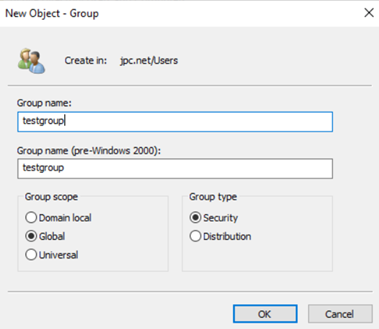 New Object - Group
Create in: jpc.net/Users
Group name:
testgroup
Group name (pre-Windows 2000):
testgroup
Group scope
Domain local
Global
Universal
Group type
Security
Distribution
OK Cancel